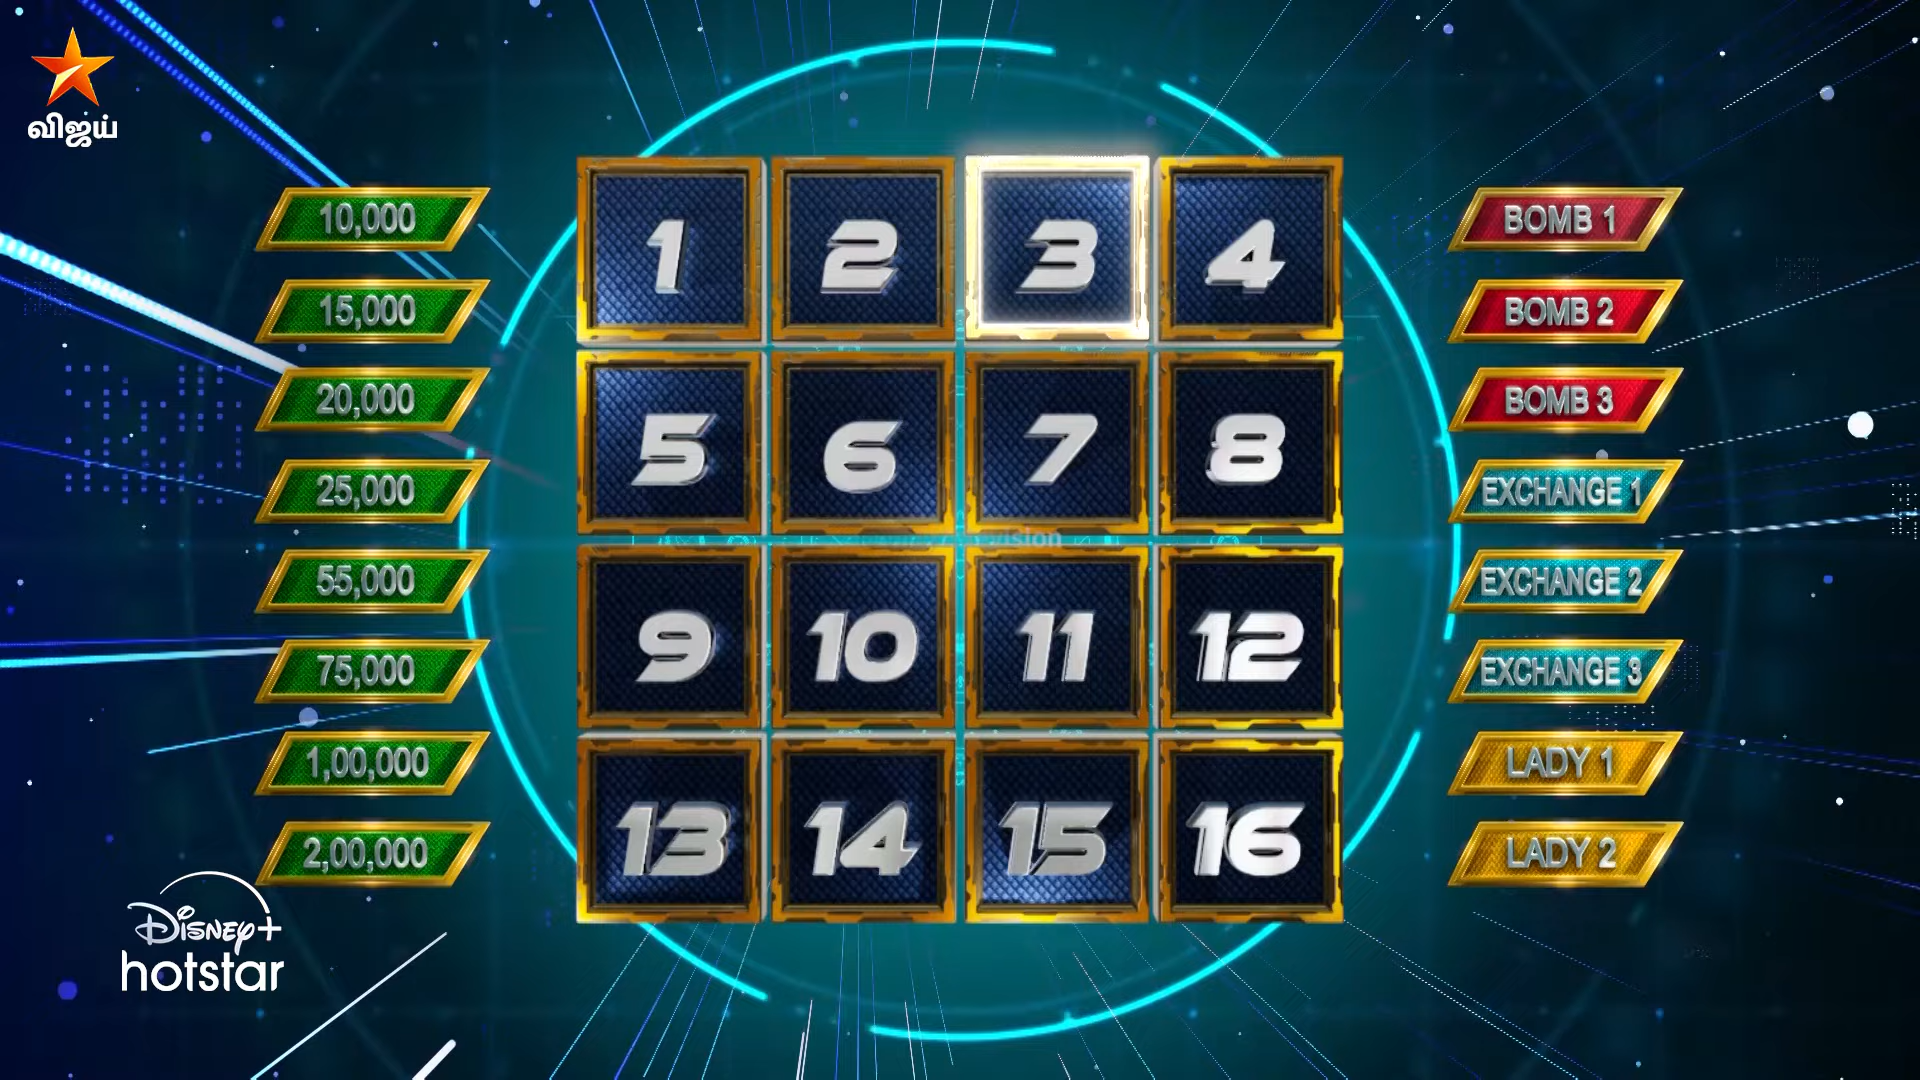 விஜய்
10,000
15,000
20,000
25,000
55,000
75,000
1,00,000
2,00,000
1 2 3 4
5 6 7 8
9 10 11 12
13 14 15 16
BOMB 1
BOMB 2
BOMB 3
EXCHANGE 1
EXCHANGE 2
EXCHANGE 3
LADY 1
LADY 2
Disney+
hotstar